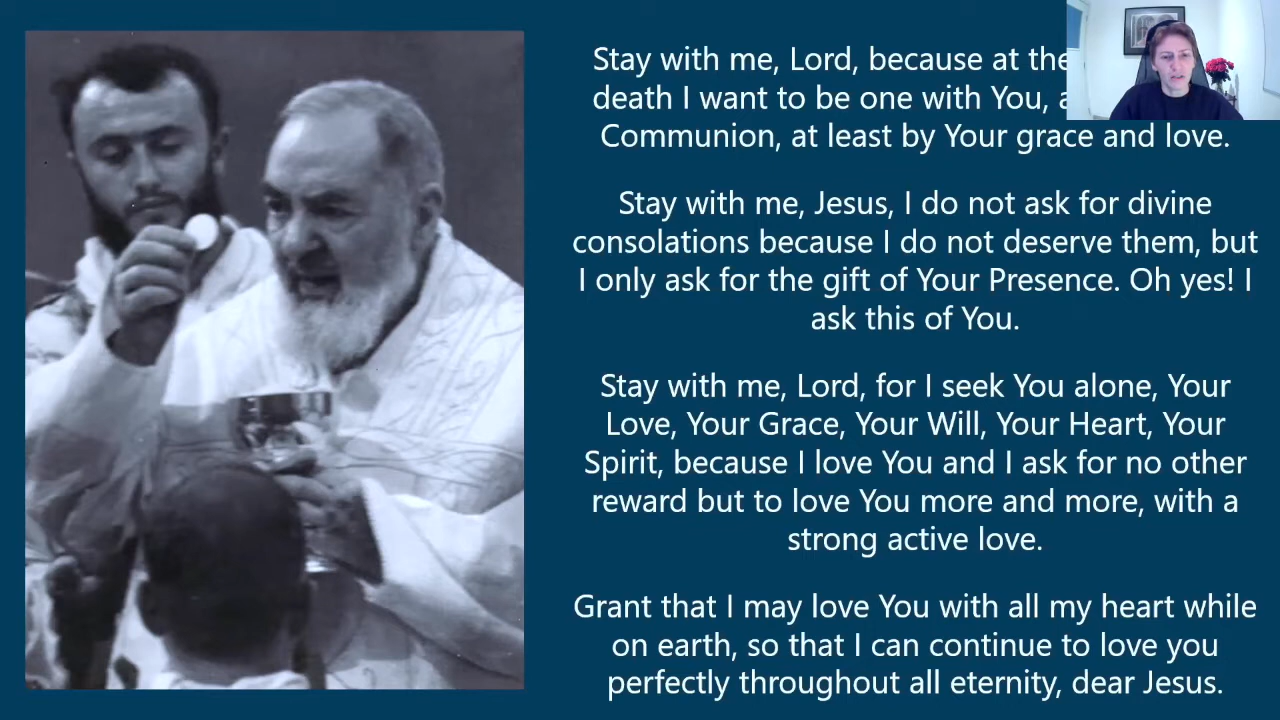 Stay with me, Lord, because at the
death I want to be one with You,
Communion, at least by Your grace and love.
Stay with me, Jesus, I do not ask for divine
consolations because I do not deserve them, but
I only ask for the gift of Your Presence. Oh yes! I
ask this of You.
Stay with me, Lord, for I seek You alone, Your
Love, Your Grace, Your Will, Your Heart, Your
Spirit, because I love You and I ask for no other
reward but to love You more and more, with a
strong active love.
Grant that I may love You with all my heart while
on earth, so that I can continue to love you
perfectly throughout all eternity, dear Jesus.